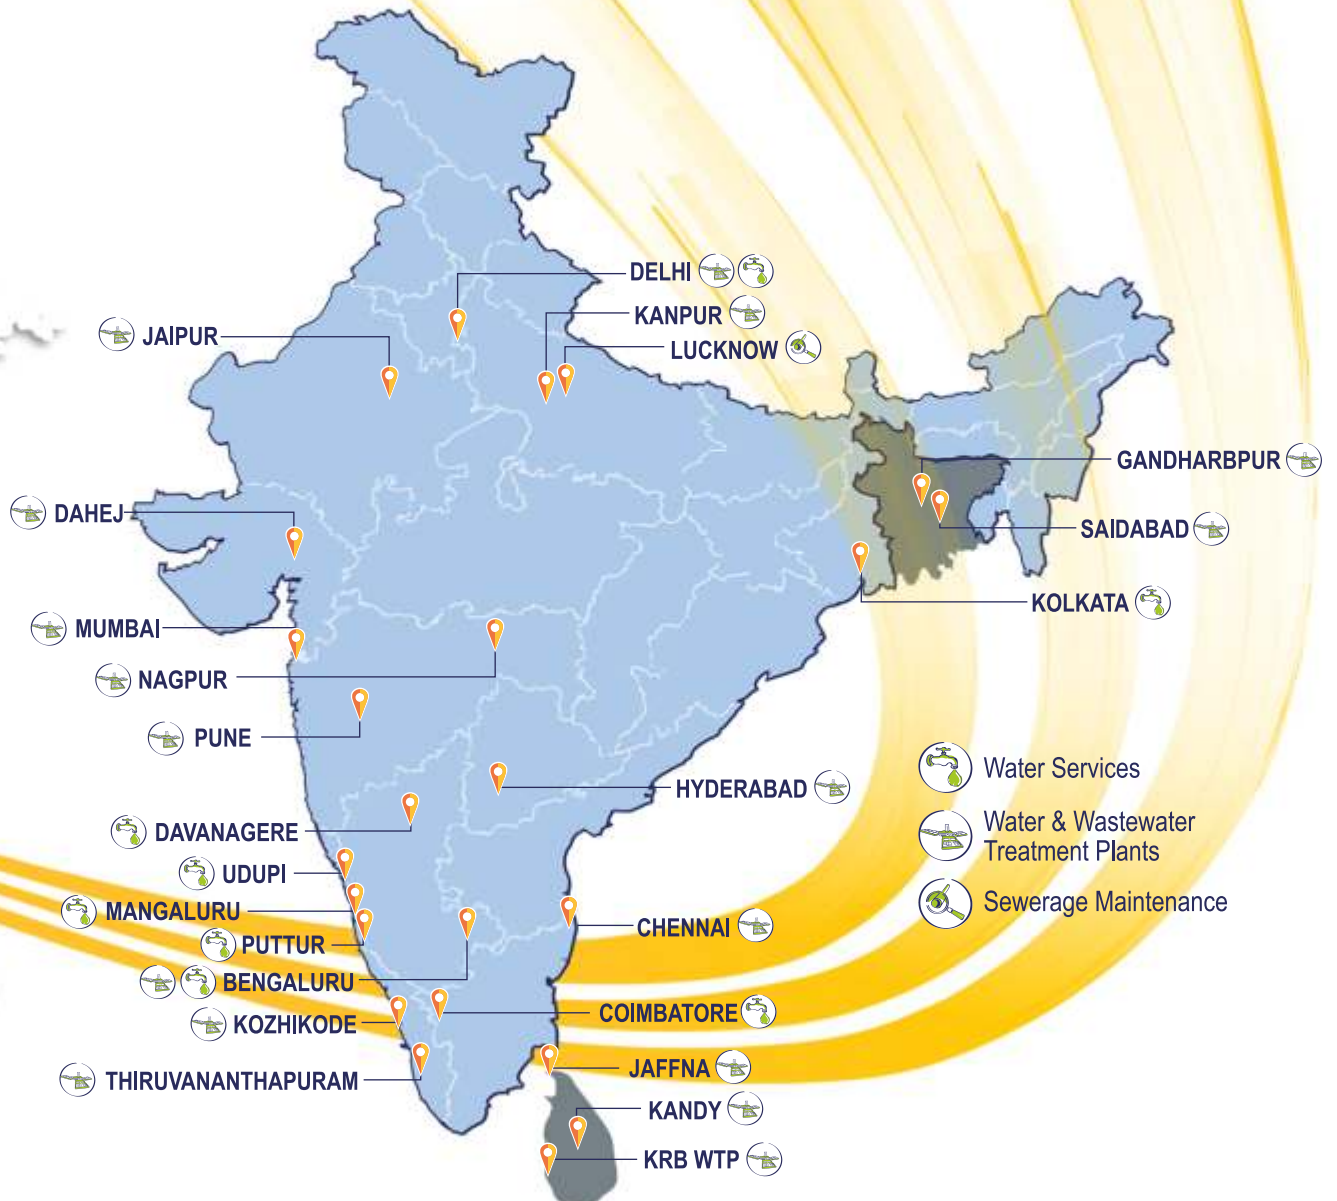 DELHI
KANPUR
LUCKNOW
JAIPUR
GANDHARBPUR
SAIDABAD
DAHEJ
KOLKATA
MUMBAI
NAGPUR
PUNE
HYDERABAD
Water Services
Water & Wastewater
Treatment Plants
Sewerage Maintenance
DAVANAGERE
UDUPI
MANGALURU
PUTTUR
BENGALURU
KOZHIKODE
THIRUVANANTHAPURAM
CHENNAI
COIMBATORE
JAFFNA
KANDY
KRB WTP